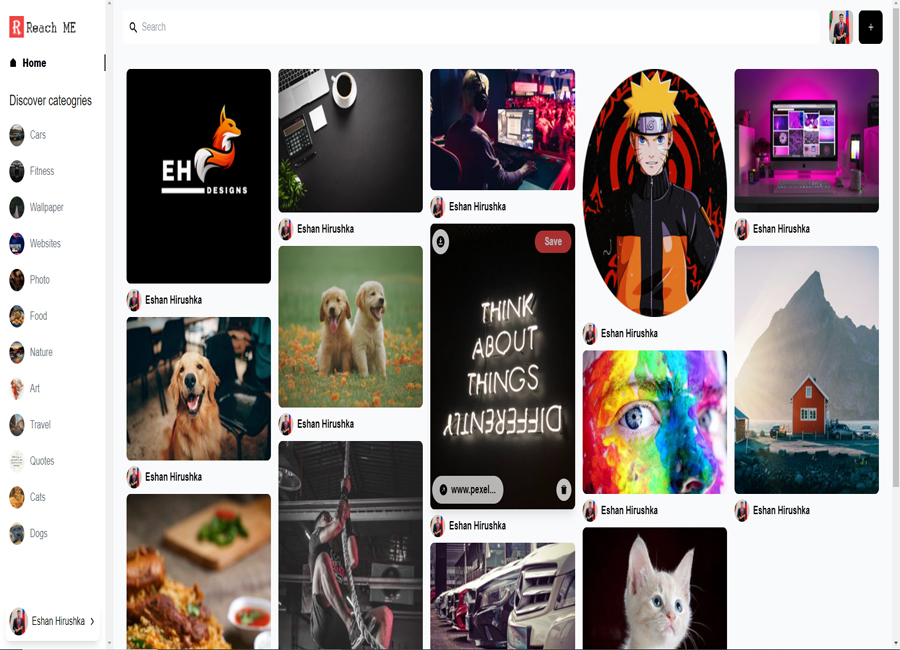 Reach ME
Search
+
Home
Discover cateogries
Cars
Fitness
Wallpaper
Websites
Photo
Food
Nature
Art
Travel
Quotes
Cats
Dogs
Eshan Hirushka
EH
DESIGNS
Eshan Hirushka
Eshan Hirushka
Eshan Hirushka
Eshan Hirushka
Eshan Hirushka
Save
THINK
ABOUT
THINGS
DIFFERENTLY
www.pexel...
Eshan Hirushka
Eshan Hirushka
Eshan Hirushka
Eshan Hirushka
Eshan Hirushka